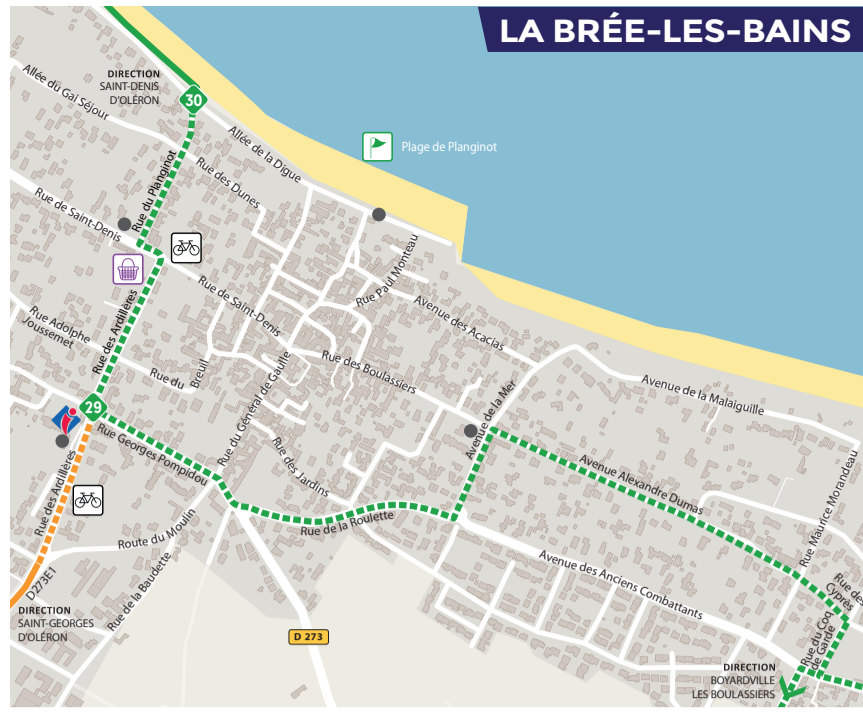 LA BRÉE-LES-BAINS
DIRECTION
SAINT-DENIS
D'OLÉRON
30
Allée du Gai Séjour
Allée de la Digue
Plage de Planginot
Rue du Planginot
Rue des Dunes
Rue de Saint-Denis
Rue Paul Monteau
Rue de Saint-Denis
Avenue des Acacias
Rue des Ardillères
Rue Adolphe
Joussemet
Rue du Breuil
Rue des Boulassiers
Rue du Général de Gaulle
Avenue de la Mer
Avenue de la Malaiguille
29
Rue Georges Pompidou
Rue des Jardins
Avenue Alexandre Dumas
Rue Maurice Morandeau
Rue des Ardillères
Rue de la Roulette
Route du Moulin
Avenue des Anciens Combattants
Rue de la Baudette
D273E1
Rue des
Cyprès
DIRECTION
SAINT-GEORGES
D'OLÉRON
D 273
Rue du Coq
de Garde
DIRECTION
BOYARDVILLE
LES BOULASSIERS